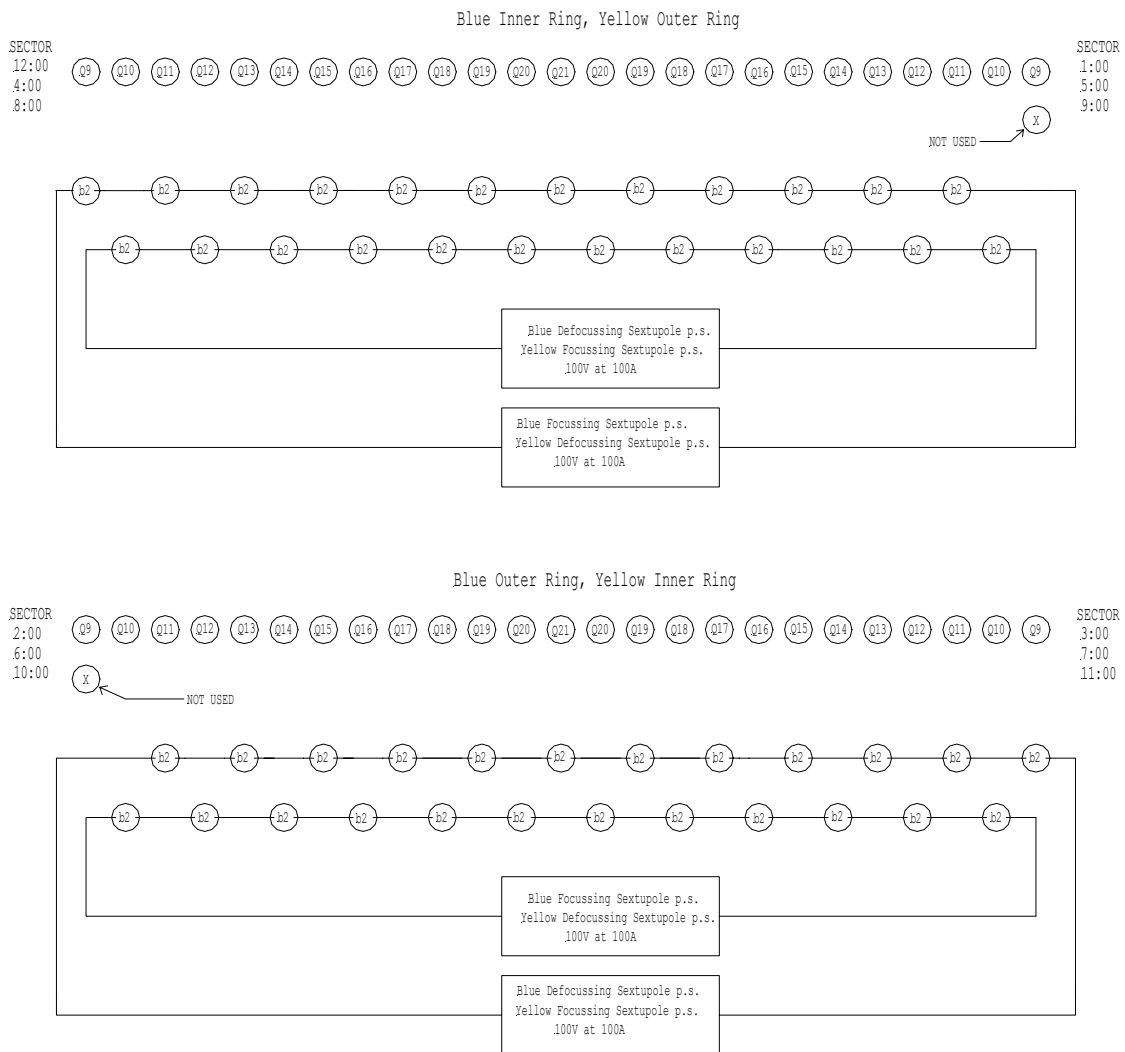 Blue Inner Ring, Yellow Outer Ring
SECTOR
12:00
4:00
8:00
Q9 Q10 Q11 Q12 Q13 Q14 Q15 Q16 Q17 Q18 Q19 Q20 Q21 Q20 Q19 Q18 Q17 Q16 Q15 Q14 Q13 Q12 Q11 Q10 Q9
SECTOR
1:00
5:00
9:00
X
NOT USED
b2 b2 b2 b2 b2 b2 b2 b2 b2 b2 b2 b2
b2 b2 b2 b2 b2 b2 b2 b2 b2 b2 b2 b2
Blue Defocussing Sextupole p.s.
Yellow Focussing Sextupole p.s.
100V at 100A
Blue Focussing Sextupole p.s.
Yellow Defocussing Sextupole p.s.
100V at 100A
Blue Outer Ring, Yellow Inner Ring
SECTOR
2:00
6:00
10:00
Q9 Q10 Q11 Q12 Q13 Q14 Q15 Q16 Q17 Q18 Q19 Q20 Q21 Q20 Q19 Q18 Q17 Q16 Q15 Q14 Q13 Q12 Q11 Q10 Q9
SECTOR
3:00
7:00
11:00
X
NOT USED
b2 b2 b2 b2 b2 b2 b2 b2 b2 b2 b2 b2
b2 b2 b2 b2 b2 b2 b2 b2 b2 b2 b2 b2
Blue Focussing Sextupole p.s.
Yellow Defocussing Sextupole p.s.
100V at 100A
Blue Defocussing Sextupole p.s.
Yellow Focussing Sextupole p.s.
100V at 100A